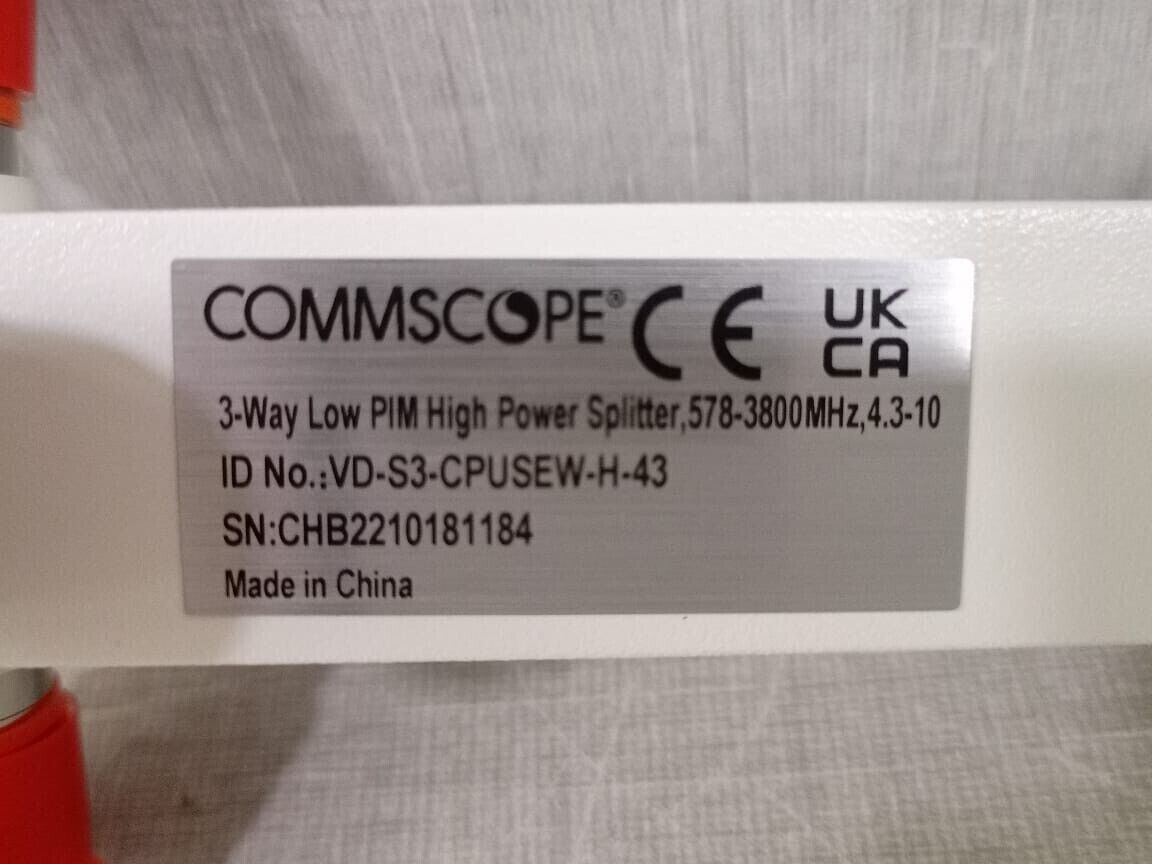 COMMSCOPE® CE UK CA
3-Way Low PIM High Power Splitter,578-3800MHz,4.3-10
ID No.:VD-S3-CPUSEW-H-43
SN:CHB2210181184
Made in China